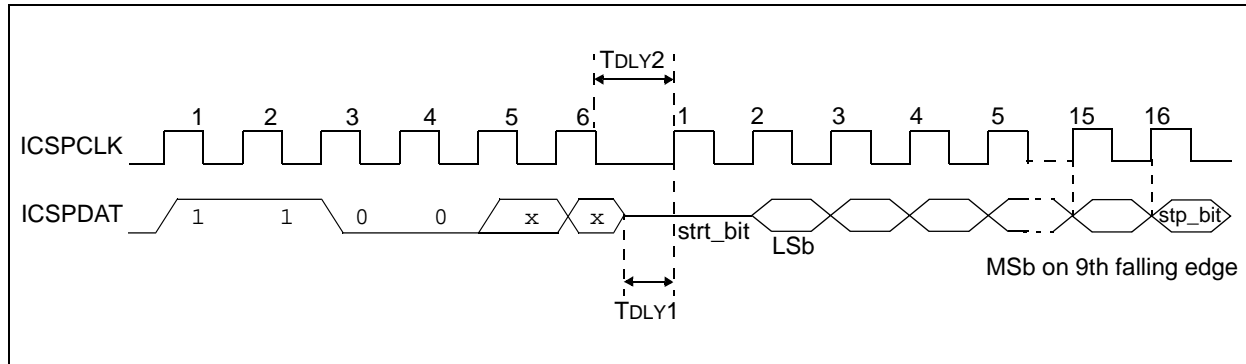 TDLY2
1 2 3 4 5 6 1 2 3 4 5 15 16
ICSPCLK
ICSPDAT
1 1 0 0 x x
strt_bit
LSb
stp_bit
MSb on 9th falling edge
TDLY1